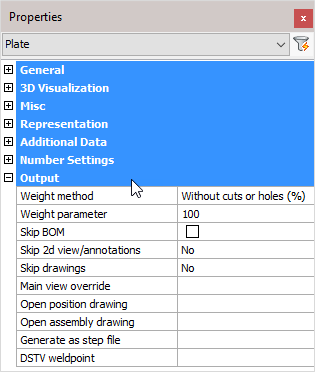 Properties
x
Plate
General
3D Visualization
Misc
Representation
Additional Data
Number Settings
Output
Weight method Without cuts or holes (%)
Weight parameter 100
Skip BOM
Skip 2d view/annotations No
Skip drawings No
Main view override
Open position drawing
Open assembly drawing
Generate as step file
DSTV weldpoint